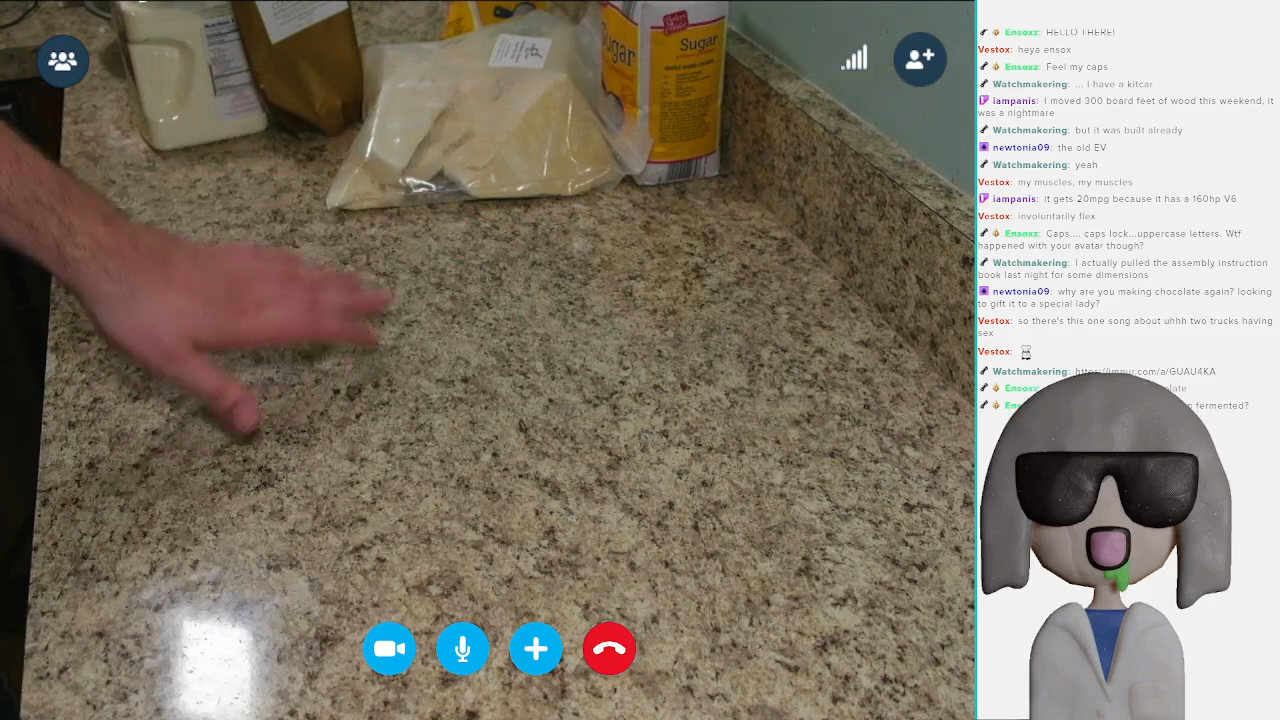 Sugar
Sugar
Ensoxz: HELLO THERE!
Vestox: heya ensox
Ensoxz: Feel my caps
Watchmakering: ... I have a kitcar
iampanis: I moved 300 board feet of wood this weekend, it
was a nightmare
Watchmakering: but it was built already
newtonia09: the old EV
Watchmakering: yeah
Vestox: my muscles, my muscles
iampanis: it gets 20mpg because it has a 160hp V6
Vestox: involuntarily flex
Ensoxz: Caps.... caps lock...uppercase letters. Wtf
happened with your avatar though?
Watchmakering: I actually pulled the assembly instruction
book last night for some dimensions
newtonia09: why are you making chocolate again? looking
to gift it to a special lady?
Vestox: so there's this one song about uhhh two trucks having
sex
Vestox:
Watchmakering: https://imgur.com/a/GUAU4KA
Ensoxz:
fermented?